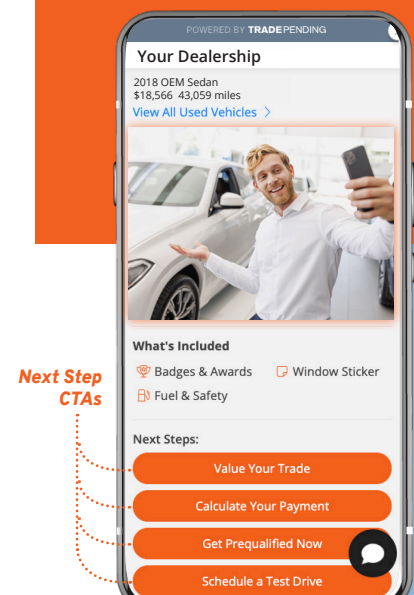 POWERED BY TRADEPENDING
Your Dealership
2018 OEM Sedan
$18,566 43,059 miles
View All Used Vehicles >
What's Included
Badges & Awards
Window Sticker
Fuel & Safety
Next Step
CTAs
Next Steps:
Value Your Trade
Calculate Your Payment
Get Prequalified Now
Schedule a Test Drive